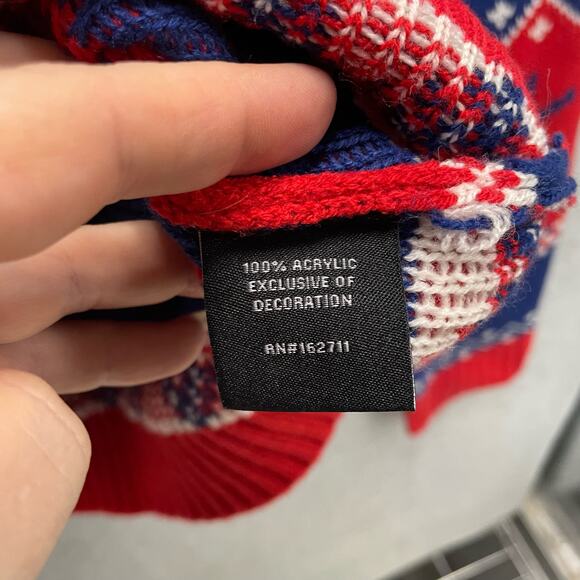 100% ACRYLIC
EXCLUSIVE OF
DECORATION
RN#162711